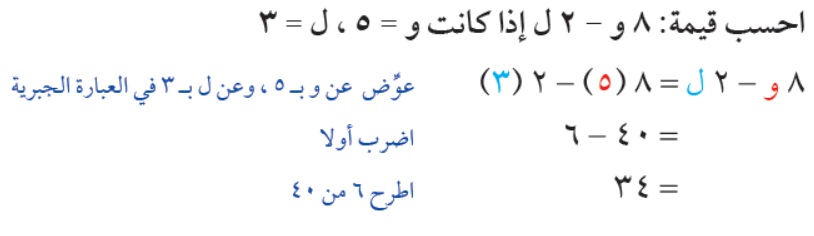 احسب قيمة: ٨ و – ٢ ل إذا كانت و = ٥ ، ل = ٣
٨ و – ٢ ل = ٨ (٥) – ٢ (٣) عوِّض عن و بـ ٥ ، وعن ل بـ ٣ في العبارة الجبرية
= ٤٠ – ٦ اضرب أولا
= ٣٤ اطرح ٦ من ٤٠